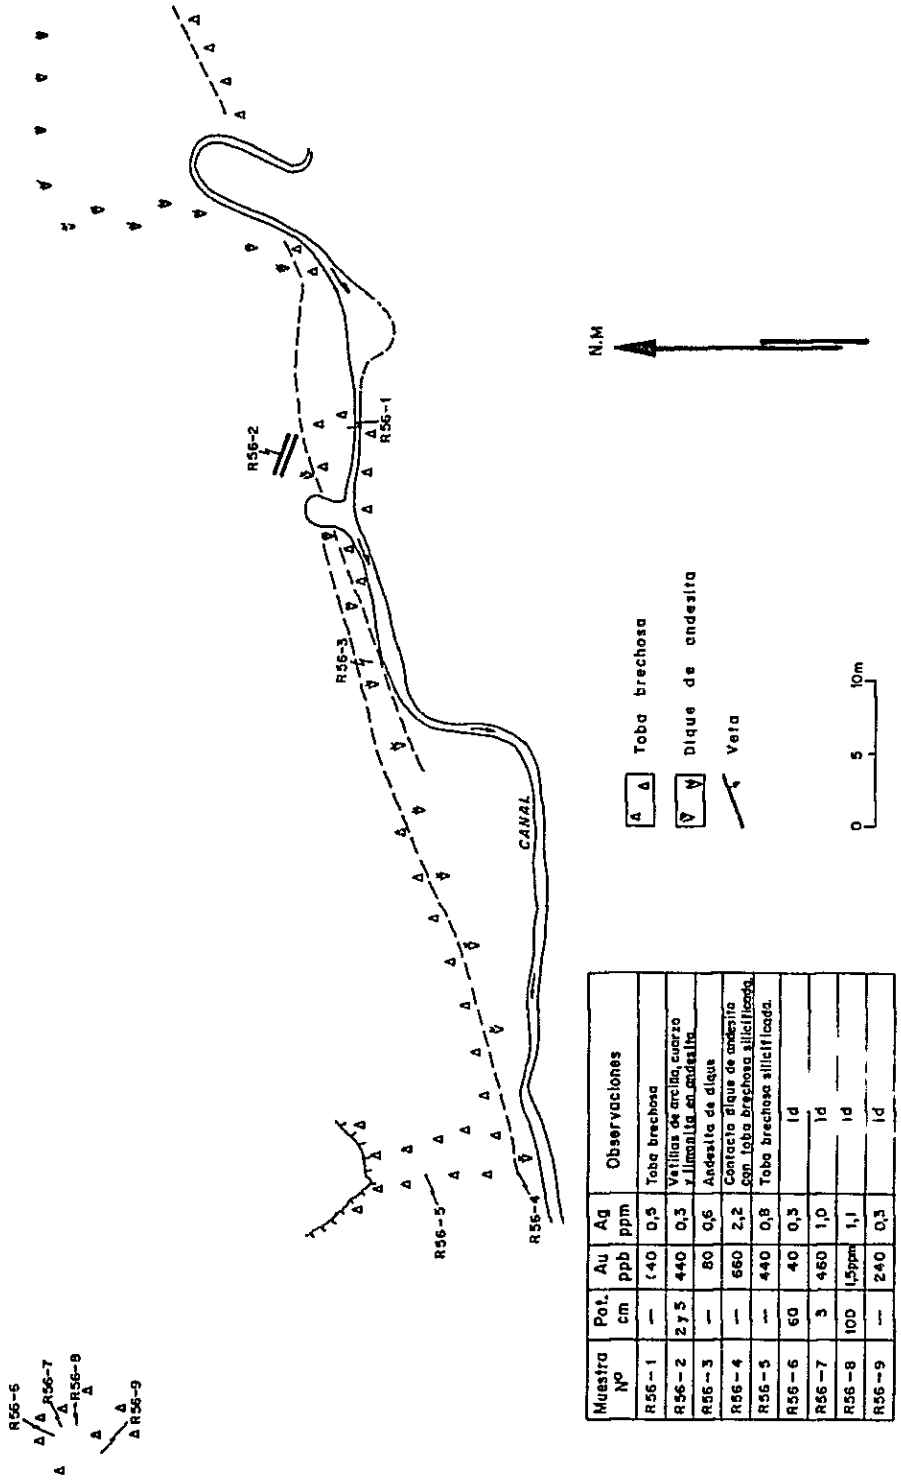 R56-6
R56-7
R56-8
R56-9
R56-5
R56-4
R56-3
R56-2
R56-1
CANAL
N.M
Toba brechosa
Dique de andesita
Veta
0 5 10m
Muestra Nº | Pot. cm | Au ppb | Ag ppm | Observaciones
R56-1 | — | 40 | 0,5 | Toba brechosa
R56-2 | 2 y 5 | 440 | 0,3 | Vetillas de arcilla, cuarzo y limonita en andesita
R56-3 | — | 80 | 0,6 | Andesita de dique
R56-4 | — | 660 | 2,2 | Contacto dique de andesita con toba brechosa silicificada.
R56-5 | — | 440 | 0,8 | Toba brechosa silicificada.
R56-6 | 60 | 40 | 0,3 | id
R56-7 | 3 | 460 | 1,0 | id
R56-8 | 100 | 1,5ppm | 1,1 | id
R56-9 | — | 240 | 0,3 | id